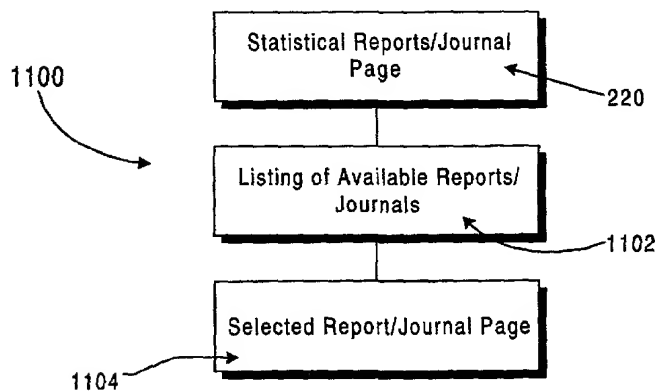 Statistical Reports/Journal
Page
1100
220
Listing of Available Reports/
Journals
1102
Selected Report/Journal Page
1104